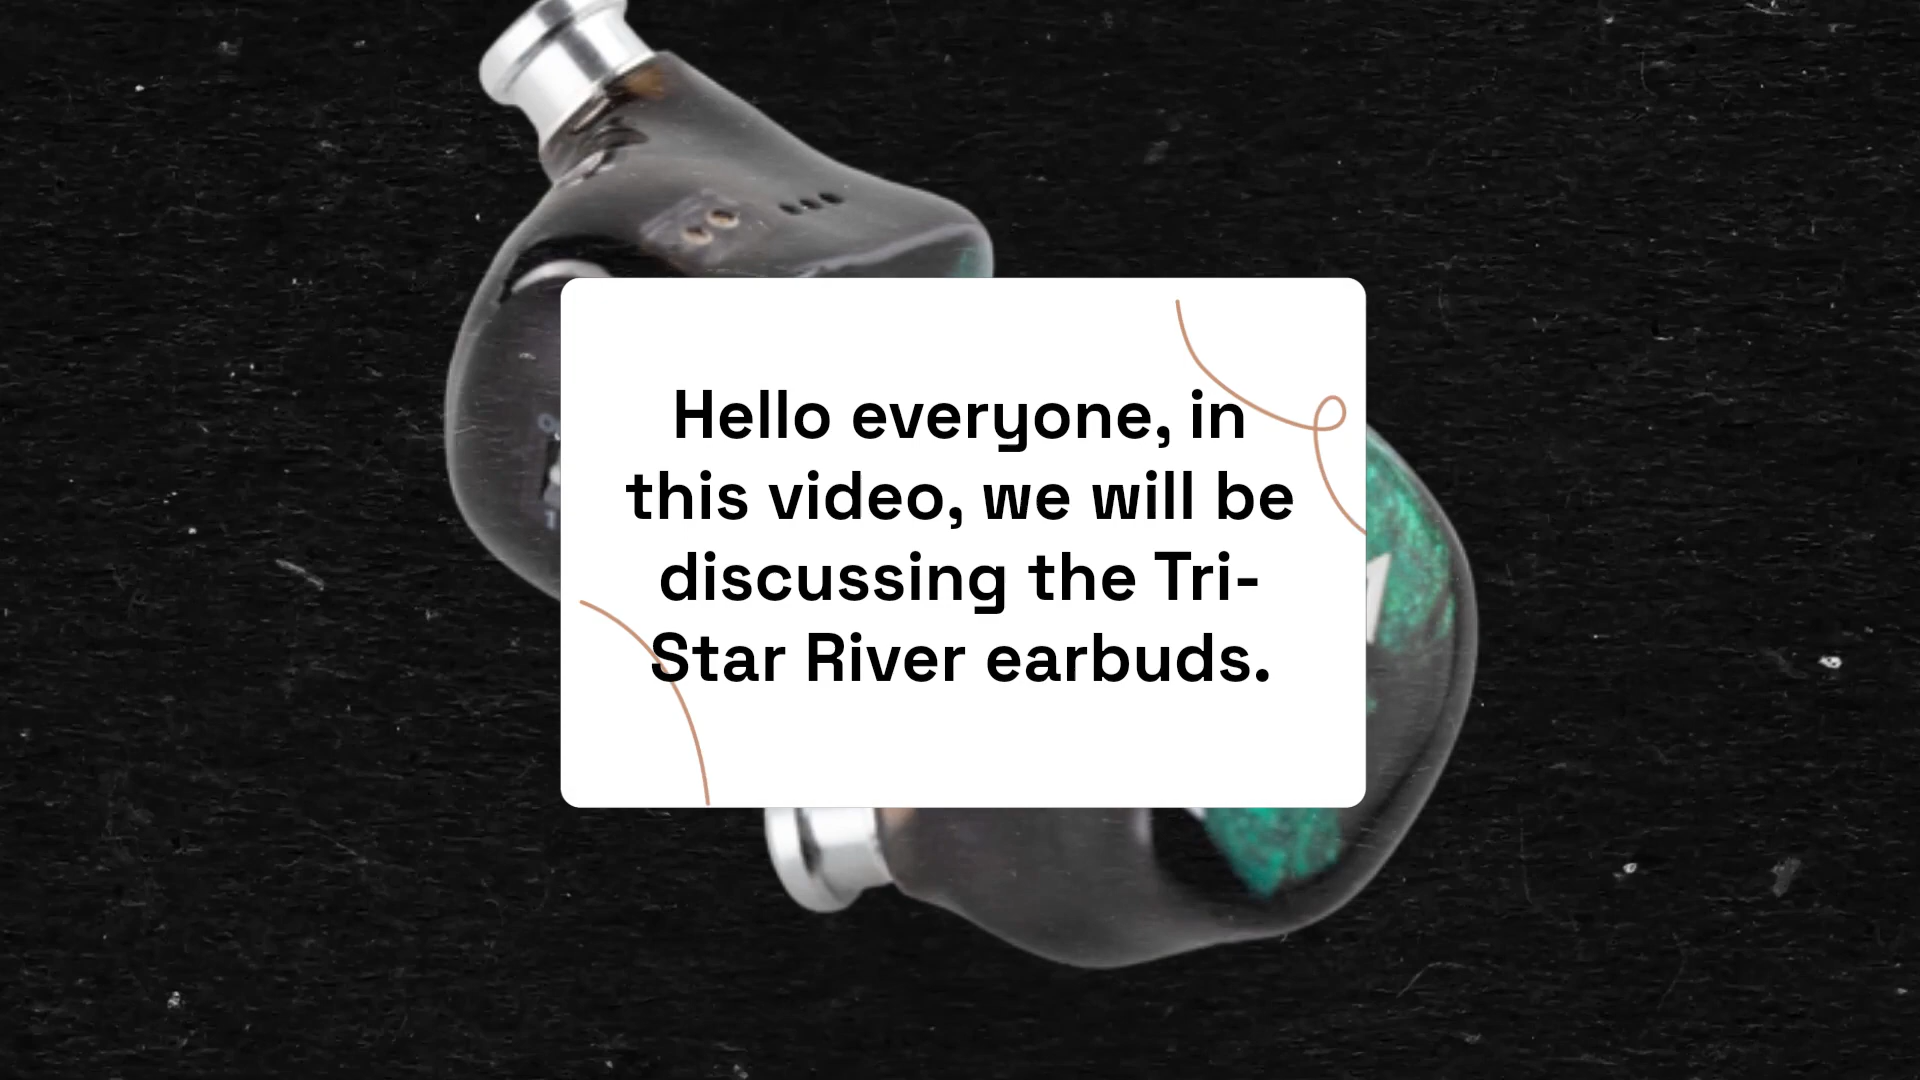 Hello everyone, in
this video, we will be
discussing the Tri-
Star River earbuds.